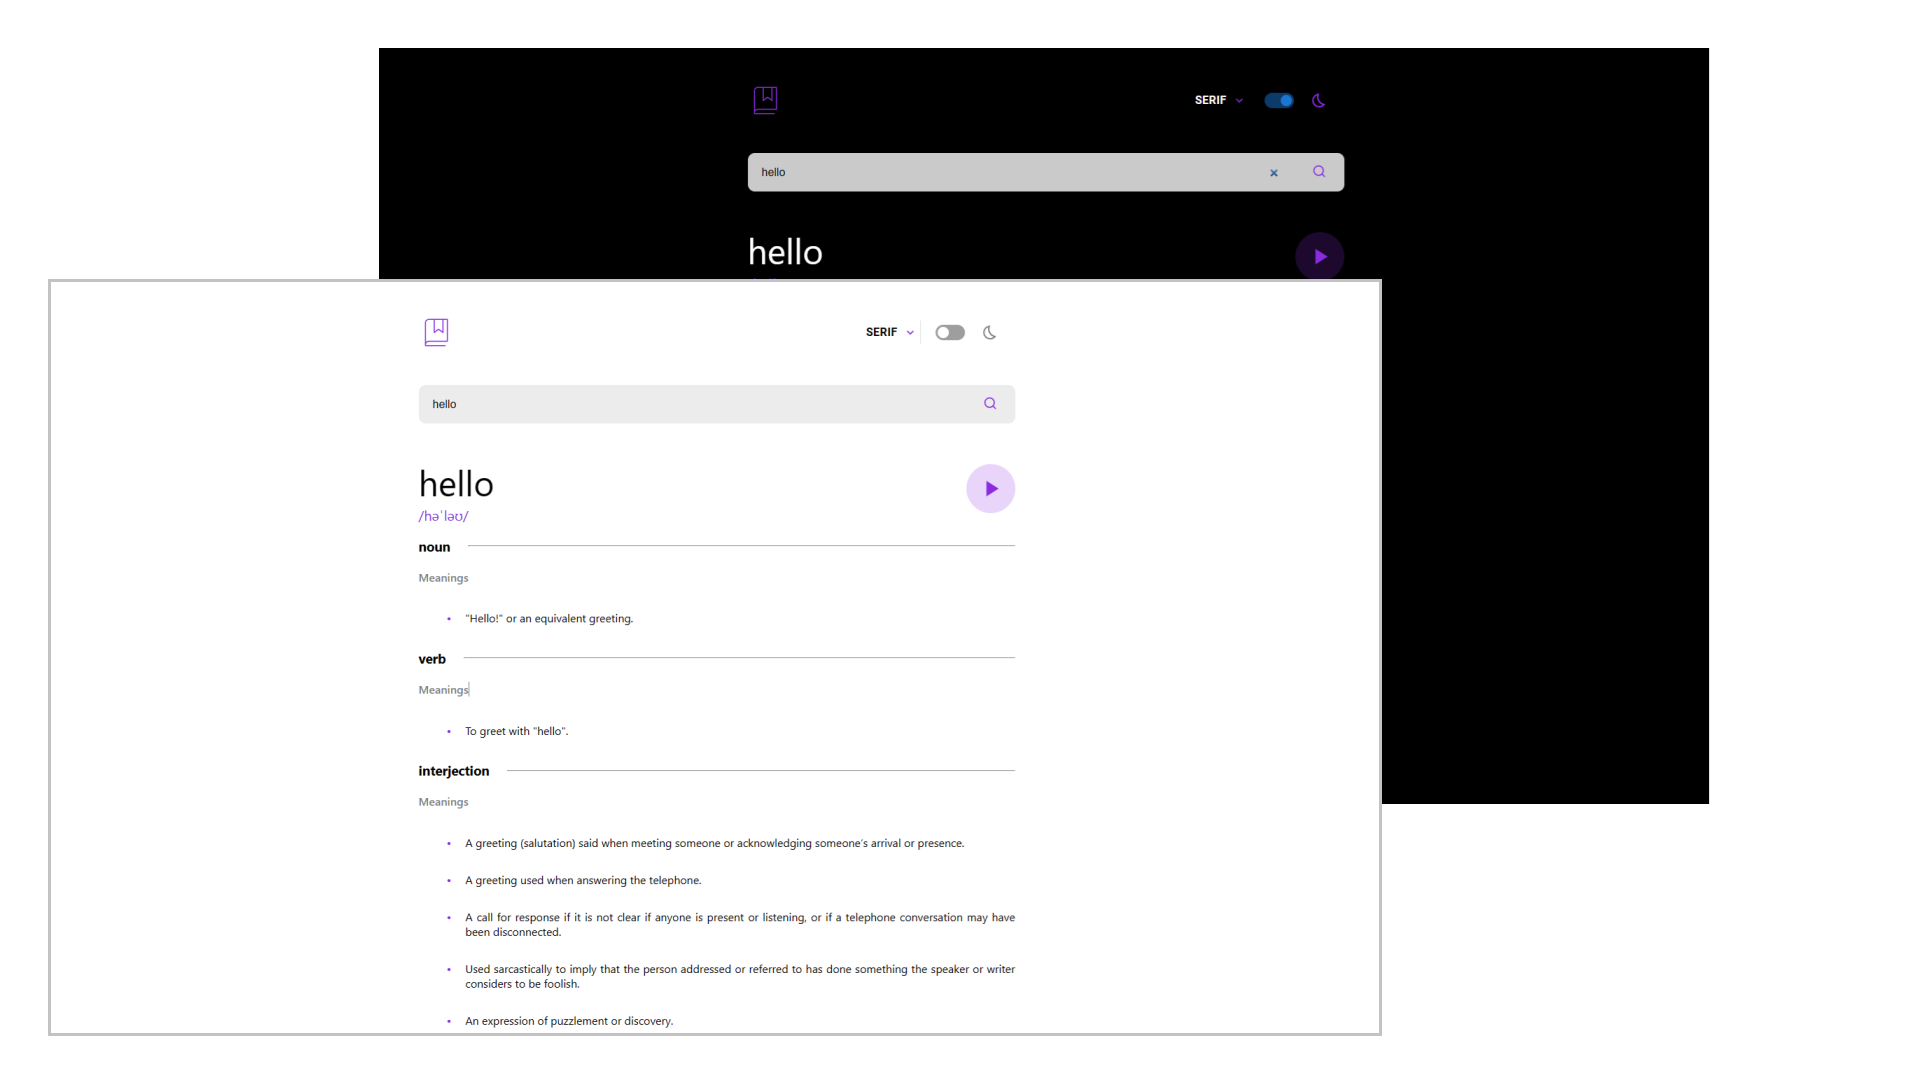 SERIF
hello
hello
SERIF
hello
hello
/həˈləʊ/
noun
Meanings
"Hello!" or an equivalent greeting.
verb
Meanings
To greet with "hello".
interjection
Meanings
A greeting (salutation) said when meeting someone or acknowledging someone's arrival or presence.
A greeting used when answering the telephone.
A call for response if it is not clear if anyone is present or listening, or if a telephone conversation may have
been disconnected.
Used sarcastically to imply that the person addressed or referred to has done something the speaker or writer
considers to be foolish.
An expression of puzzlement or discovery.